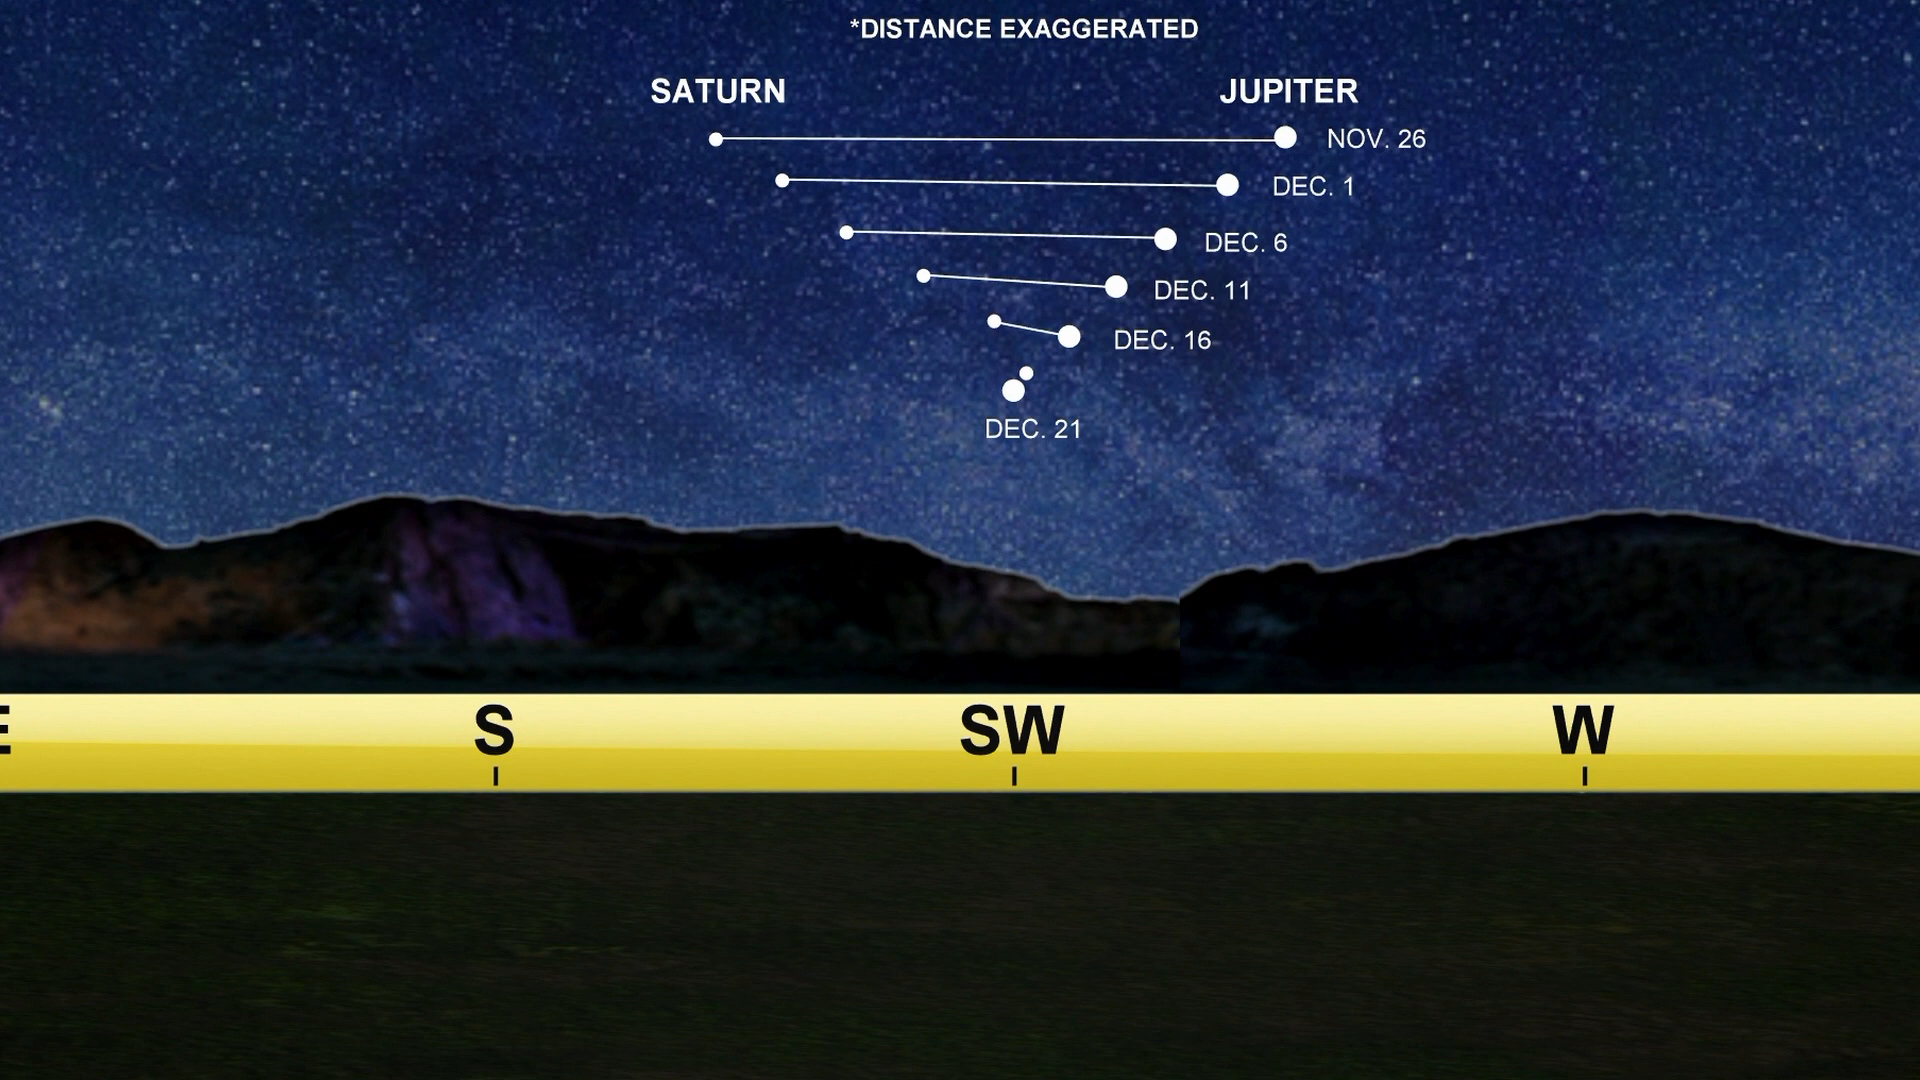 *DISTANCE EXAGGERATED
SATURN JUPITER
NOV. 26
DEC. 1
DEC. 6
DEC. 11
DEC. 16
DEC. 21
E S SW W